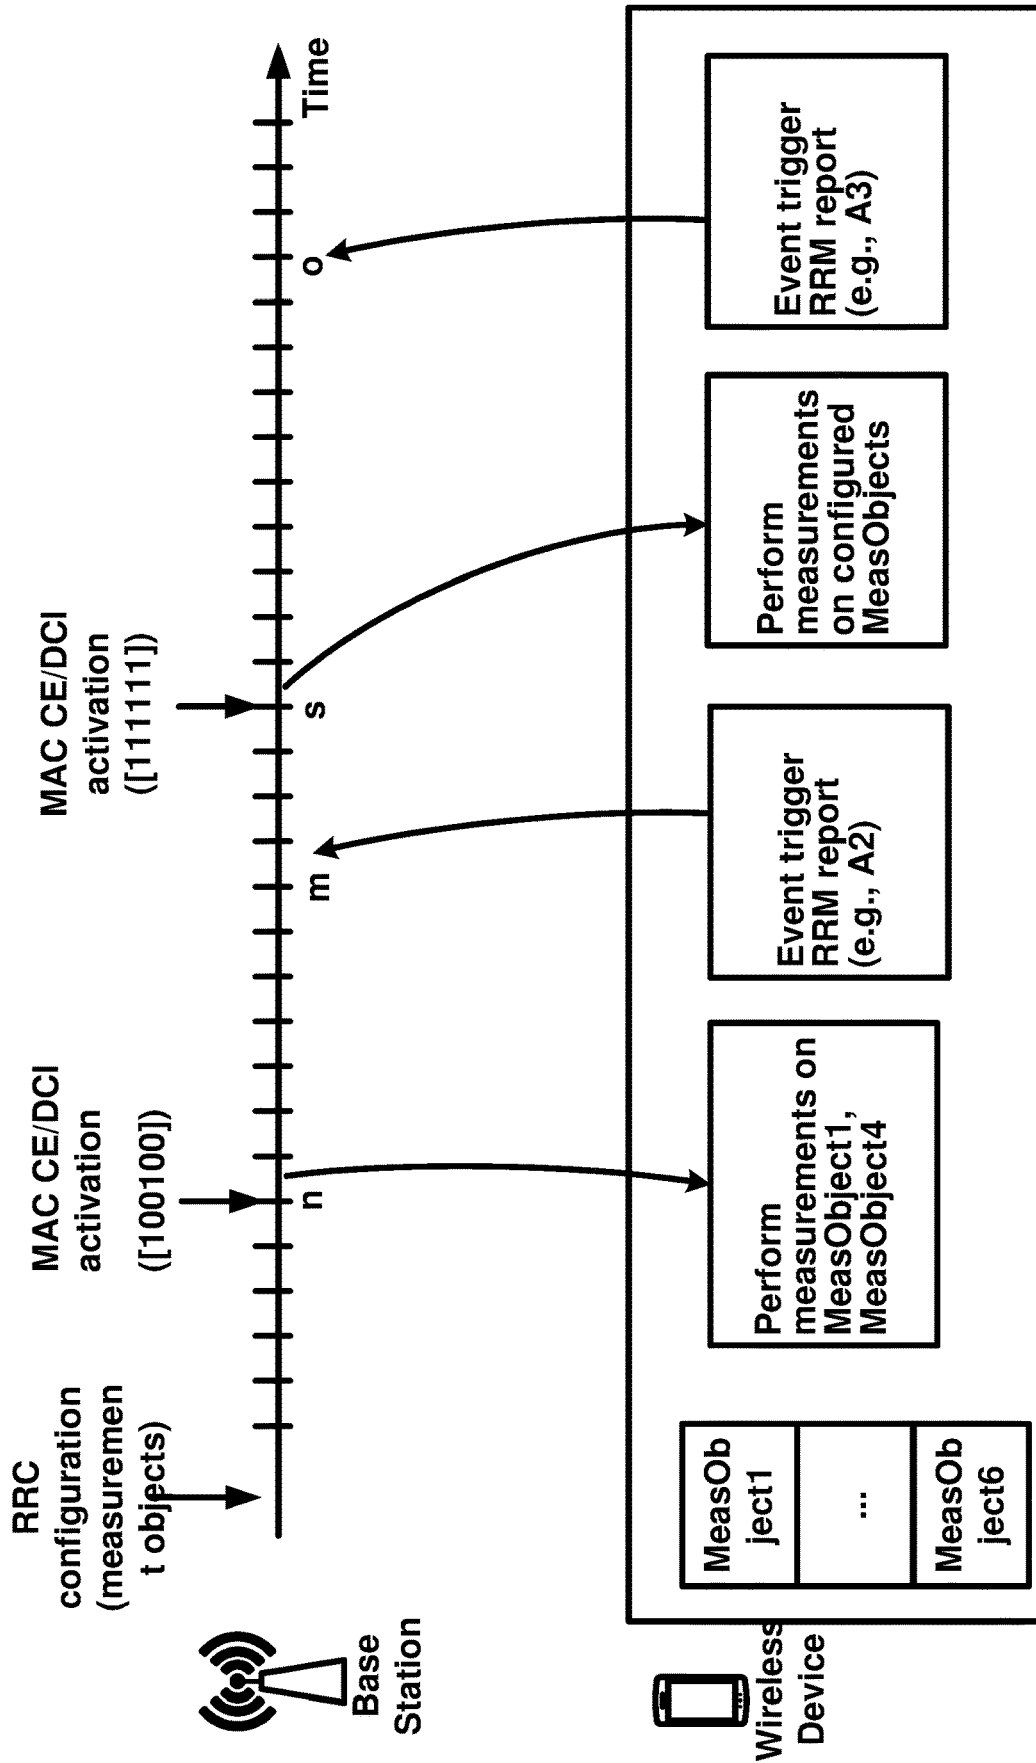 RRC
configuration
(measuremen
t objects)
MAC CE/DCI
activation
([100100])
MAC CE/DCI
activation
([111111])
Base
Station
n
m
s
o
Time
Wireless
Device
MeasOb
ject1
...
MeasOb
ject6
Perform
measurements on
MeasObject1,
MeasObject4
Event trigger
RRM report
(e.g., A2)
Perform
measurements
on configured
MeasObjects
Event trigger
RRM report
(e.g., A3)